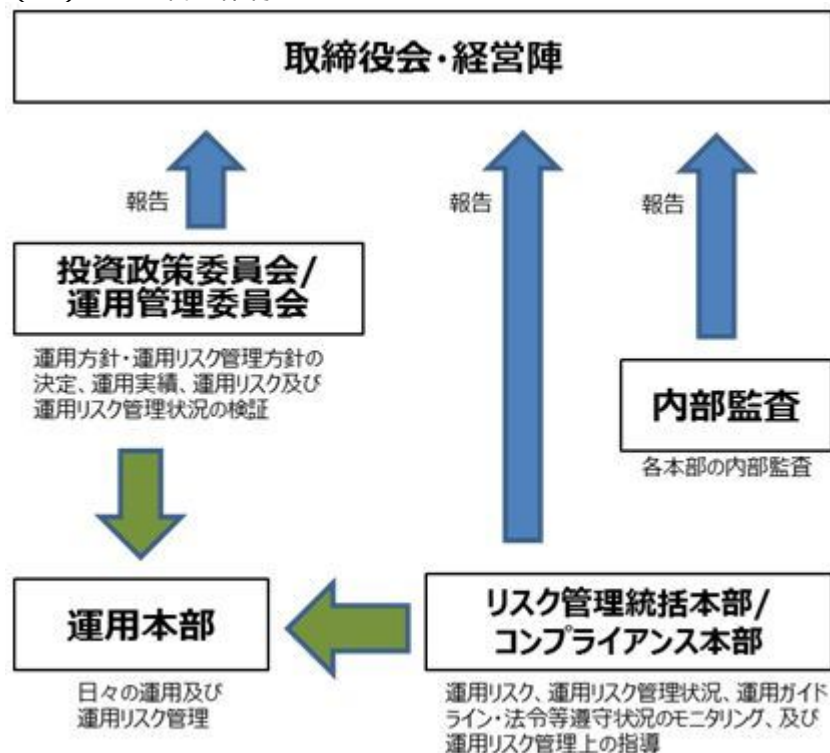 取締役会・経営陣
報告
報告
報告
投資政策委員会/
運用管理委員会
運用方針・運用リスク管理方針の
決定、運用実績、運用リスク及び
運用リスク管理状況の検証
内部監査
各本部の内部監査
運用本部
日々の運用及び
運用リスク管理
リスク管理統括本部/
コンプライアンス本部
運用リスク、運用リスク管理状況、運用ガイド
ライン・法令等遵守状況のモニタリング、及び
運用リスク管理上の指導